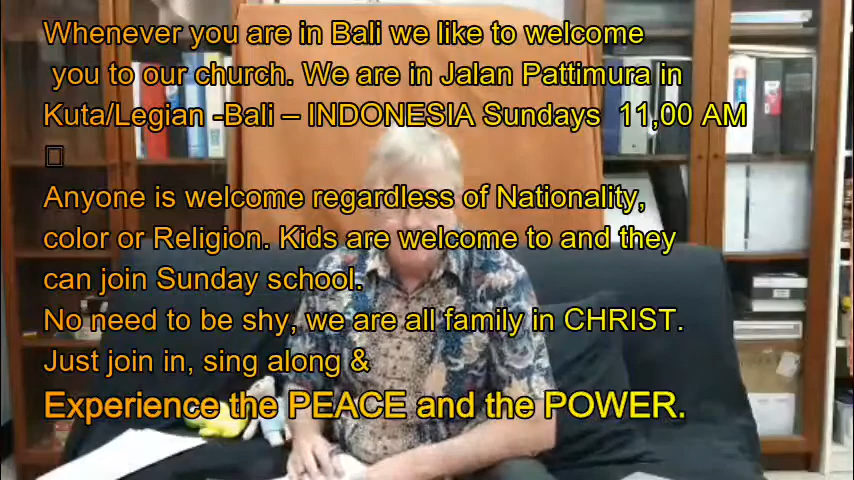 Whenever you are in Bali we like to welcome
you to our church. We are in Jalan Pattimura in
Kuta/Legian -Bali – INDONESIA Sundays 11,00 AM
Anyone is welcome regardless of Nationality,
color or Religion. Kids are welcome to and they
can join Sunday school.
No need to be shy, we are all family in CHRIST.
Just join in, sing along &
Experience the PEACE and the POWER.